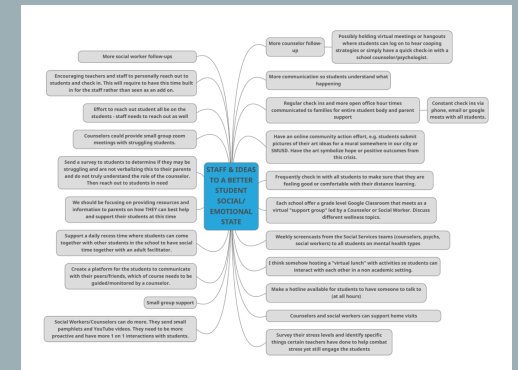 More social worker follow-ups
Encouraging teachers and staff to personally reach out to
students and check in. This will require to have this time built
in for the staff rather than seen as an add on.
Effort to reach out student all be on the
students - staff needs to reach out as well
Counselors could provide small group zoom
meetings with struggling students.
Send a survey to students to determine if they may be
struggling and are not verbalizing this to their parents
and do not truly understand the role of the counselor.
Then reach out to students in need
We should be focusing on providing resources and
information to parents on how THEY can best help
and support their students at this time
Support a daily recess time where students can come
together with other students in the school to have social
time together with an adult facilitator.
Create a platform for the students to communicate
with their peers/friends, which of course needs to be
guided/monitored by a counselor.
Small group support
Social Workers/Counselors can do more. They send small
pamphlets and YouTube videos. They need to be more
proactive and have more 1 on 1 interactions with students.
STAFF & IDEAS
TO A BETTER
STUDENT
SOCIAL/
EMOTIONAL
STATE
More counselor follow-
up
Possibly holding virtual meetings or hangouts
where students can log on to hear cooping
strategies or simply have a quick check in with a
school counselor/psychologist.
More communication so students understand what
happening
Regular check ins and more open office hour times
communicated to families for entire student body and parent
support
Constant check ins via
phone, email or google
meets with all students.
Have an online community action effort, e.g. students submit
pictures of their art ideas for a mural somewhere in our city or
SMUSD. Have the art symbolize hope or positive outcomes from
this crisis.
Frequently check in with all students to make sure that they are
feeling good or comfortable with their distance learning.
Each school offer a grade level Google Classroom that meets as a
virtual "support group" led by a Counselor or Social Worker. Discuss
different wellness topics.
Weekly screencasts from the Social Services teams (counselors, psychs,
social workers) to all students on mental health types
I think somehow hosting a "virtual lunch" with activities so students can
interact with each other in a non academic setting.
Make a hotline available for students to have someone to talk to
(at all hours)
Counselors and social workers can support home visits
Survey their stress levels and identify specific
things certain teachers have done to help combat
stress yet still engage the students